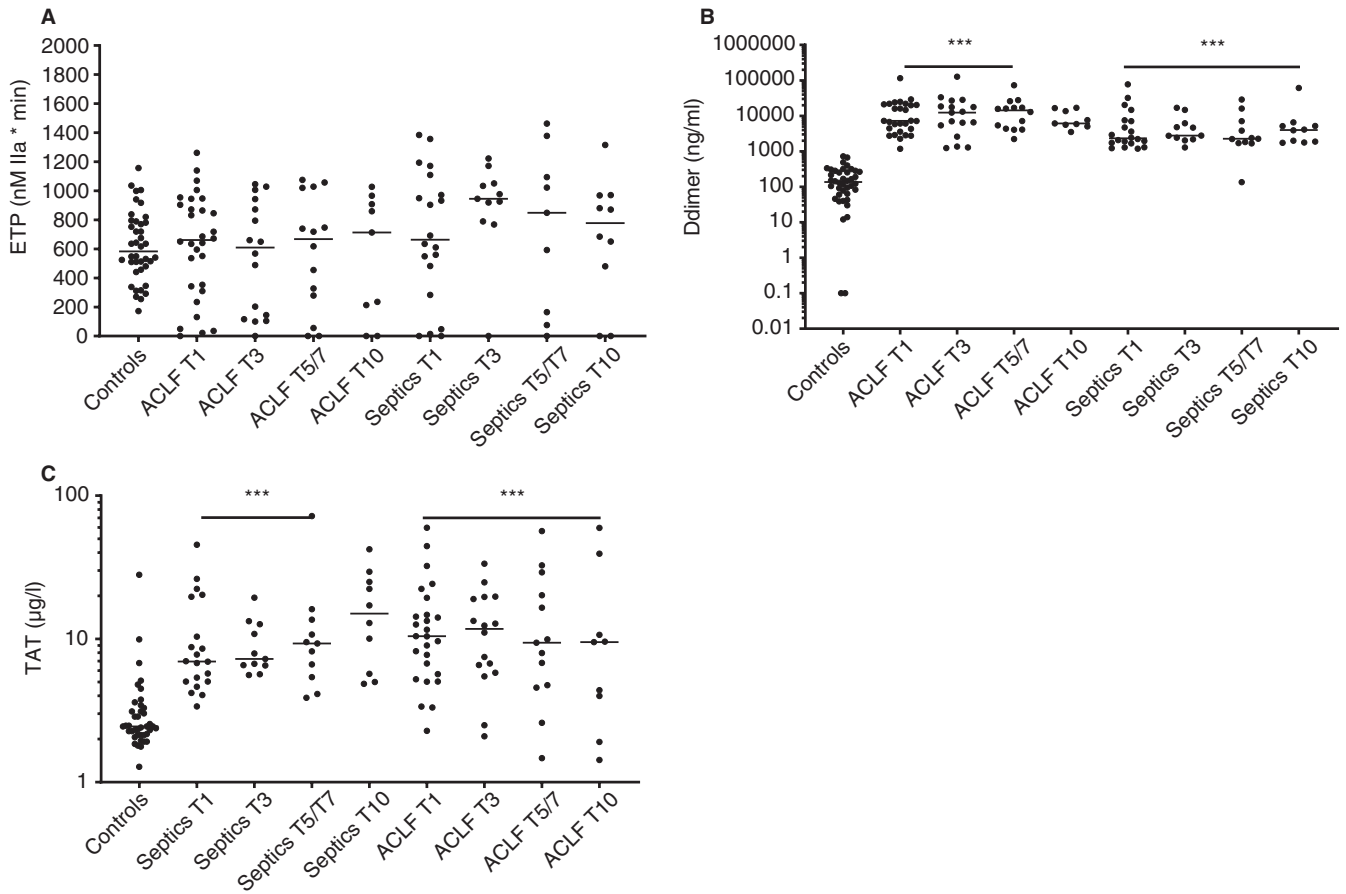 A
ETP (nM IIa * min)
2000
1800
1600
1400
1200
1000
800
600
400
200
0
Controls
ACLF T1
ACLF T3
ACLF T5/7
ACLF T10
Septics T1
Septics T3
Septics T5/T7
Septics T10
B
Ddimer (ng/ml)
1000000
100000
10000
1000
100
10
1
0.1
0.01
***
***
Controls
ACLF T1
ACLF T3
ACLF T5/7
ACLF T10
Septics T1
Septics T3
Septics T5/T7
Septics T10
C
TAT (µg/l)
100
10
1
***
***
Controls
Septics T1
Septics T3
Septics T5/T7
Septics T10
ACLF T1
ACLF T3
ACLF T5/7
ACLF T10